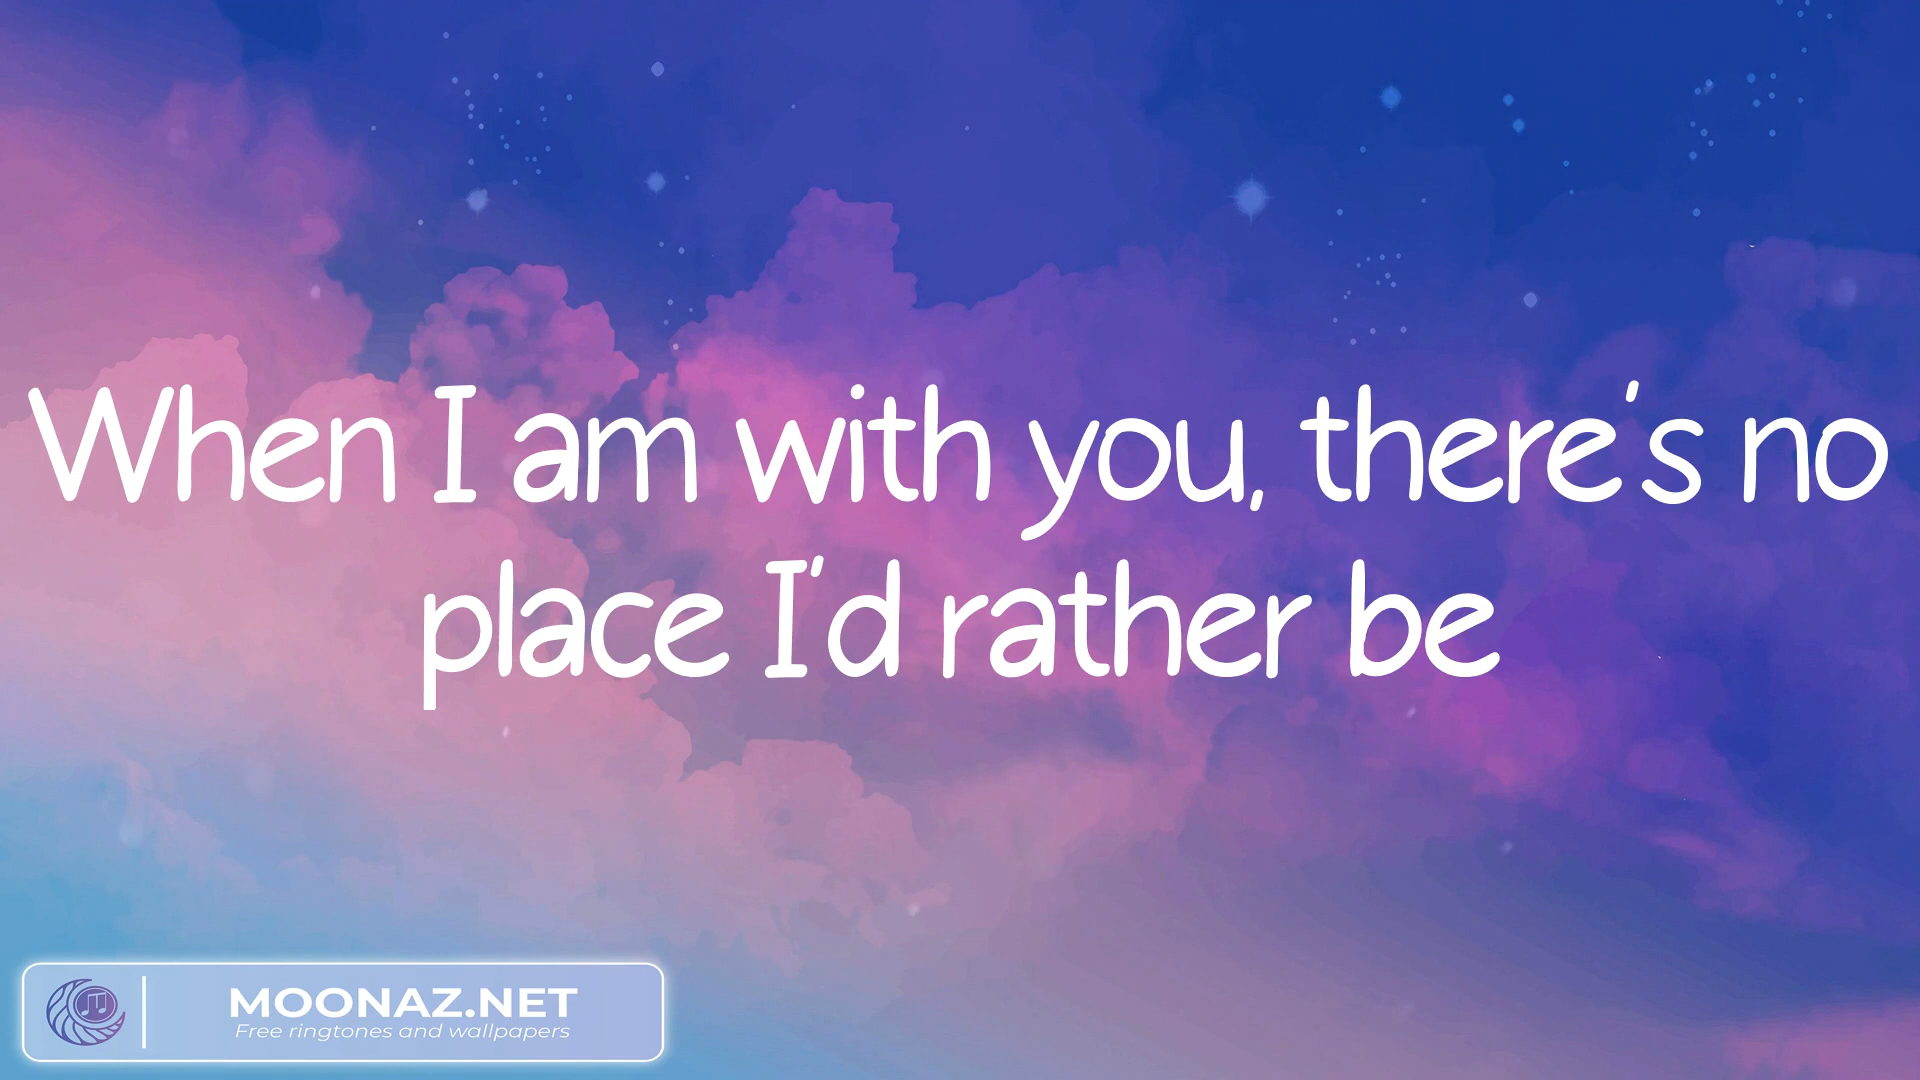 When I am with you, there's no
place I'd rather be
MOONAZ.NET
Free ringtones and wallpapers